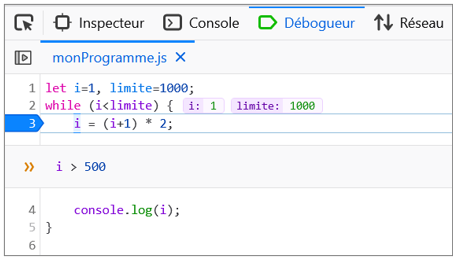 Inspecteur Console Débogueur Réseau
monProgramme.js
1 let i=1, limite=1000;
2 while (i<limite) { i: 1 limite: 1000
3 i = (i+1) * 2;
i > 500
4 console.log(i);
5 }
6